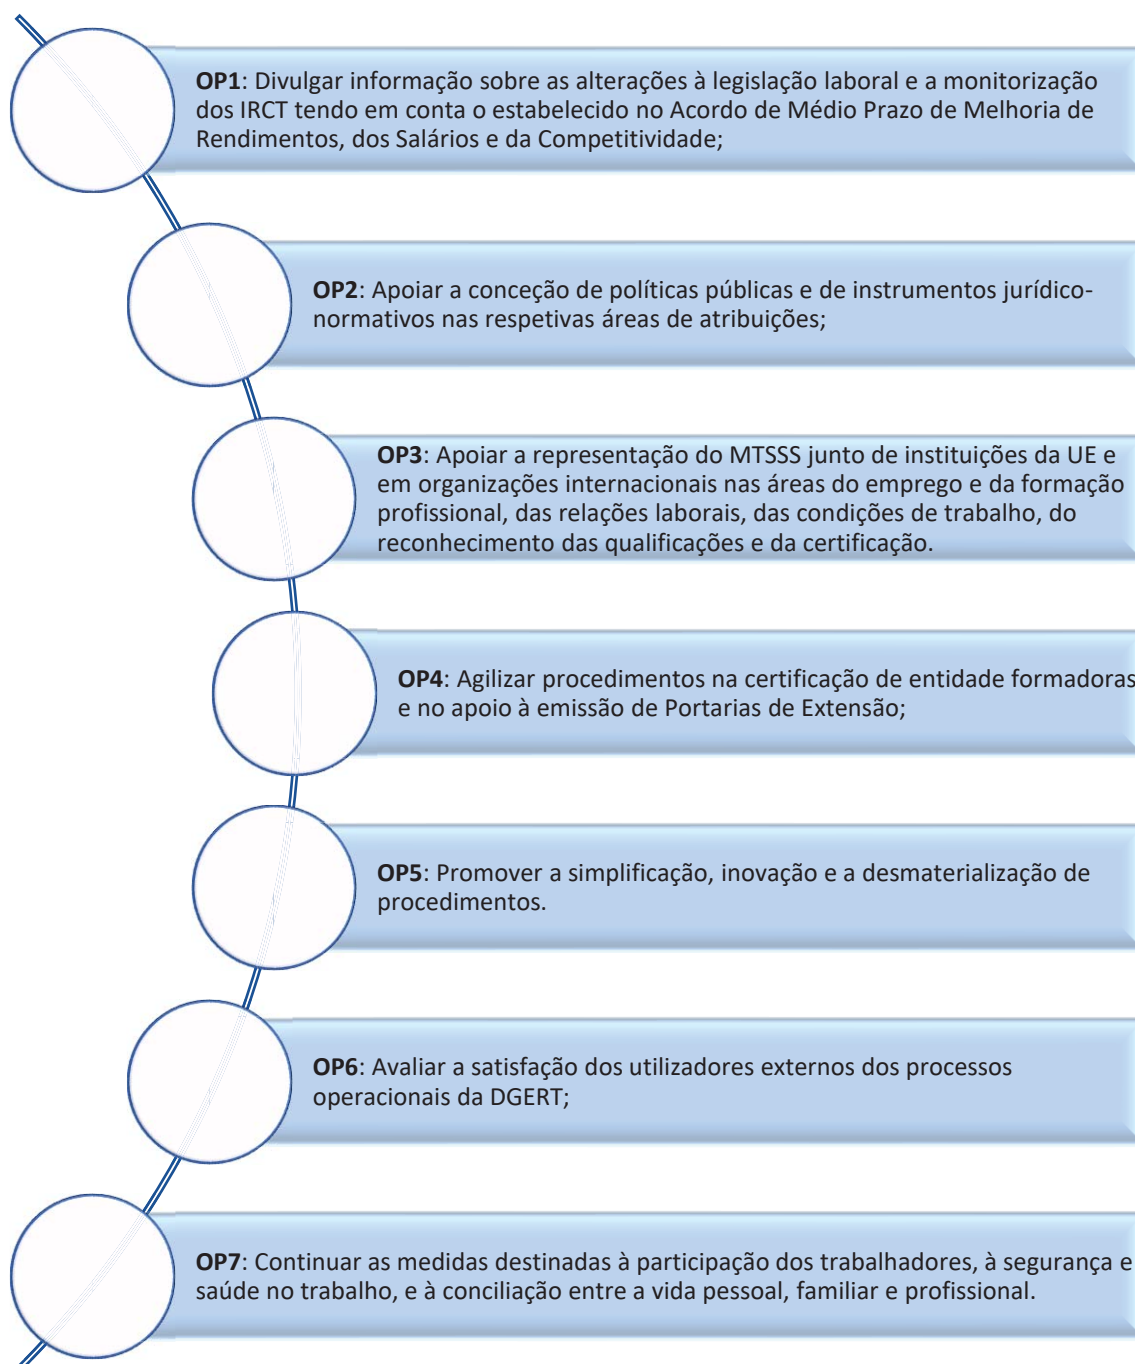 OP1: Divulgar informação sobre as alterações à legislação laboral e a monitorização
dos IRCT tendo em conta o estabelecido no Acordo de Médio Prazo de Melhoria de
Rendimentos, dos Salários e da Competitividade;
OP2: Apoiar a conceção de políticas públicas e de instrumentos jurídico-
normativos nas respetivas áreas de atribuições;
OP3: Apoiar a representação do MTSSS junto de instituições da UE e
em organizações internacionais nas áreas do emprego e da formação
profissional, das relações laborais, das condições de trabalho, do
reconhecimento das qualificações e da certificação.
OP4: Agilizar procedimentos na certificação de entidade formadoras
e no apoio à emissão de Portarias de Extensão;
OP5: Promover a simplificação, inovação e a desmaterialização de
procedimentos.
OP6: Avaliar a satisfação dos utilizadores externos dos processos
operacionais da DGERT;
OP7: Continuar as medidas destinadas à participação dos trabalhadores, à segurança e
saúde no trabalho, e à conciliação entre a vida pessoal, familiar e profissional.